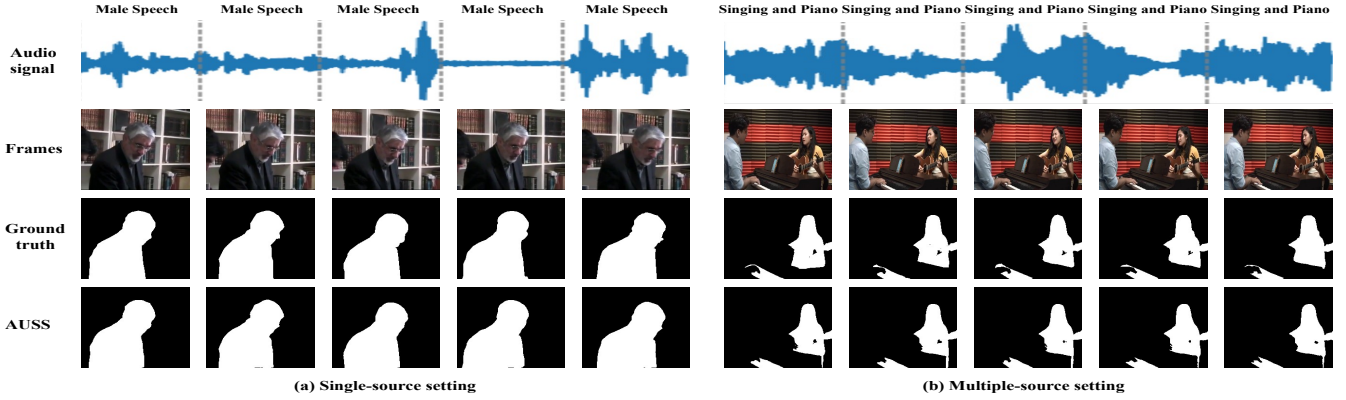 Male Speech Male Speech Male Speech Male Speech Male Speech Singing and Piano Singing and Piano Singing and Piano Singing and Piano Singing and Piano
Audio
signal
Frames
Ground
truth
AUSS
(a) Single-source setting (b) Multiple-source setting